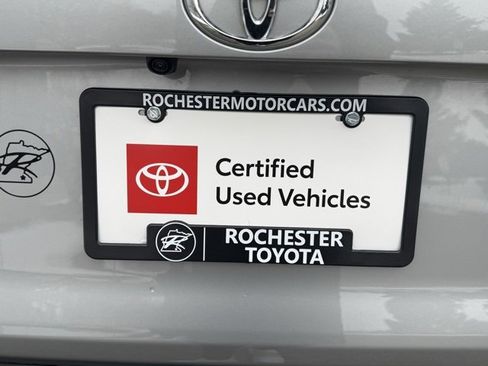 ROCHESTERMOTORCARS.COM
Certified
Used Vehicles
R
ROCHESTER
TOYOTA
R